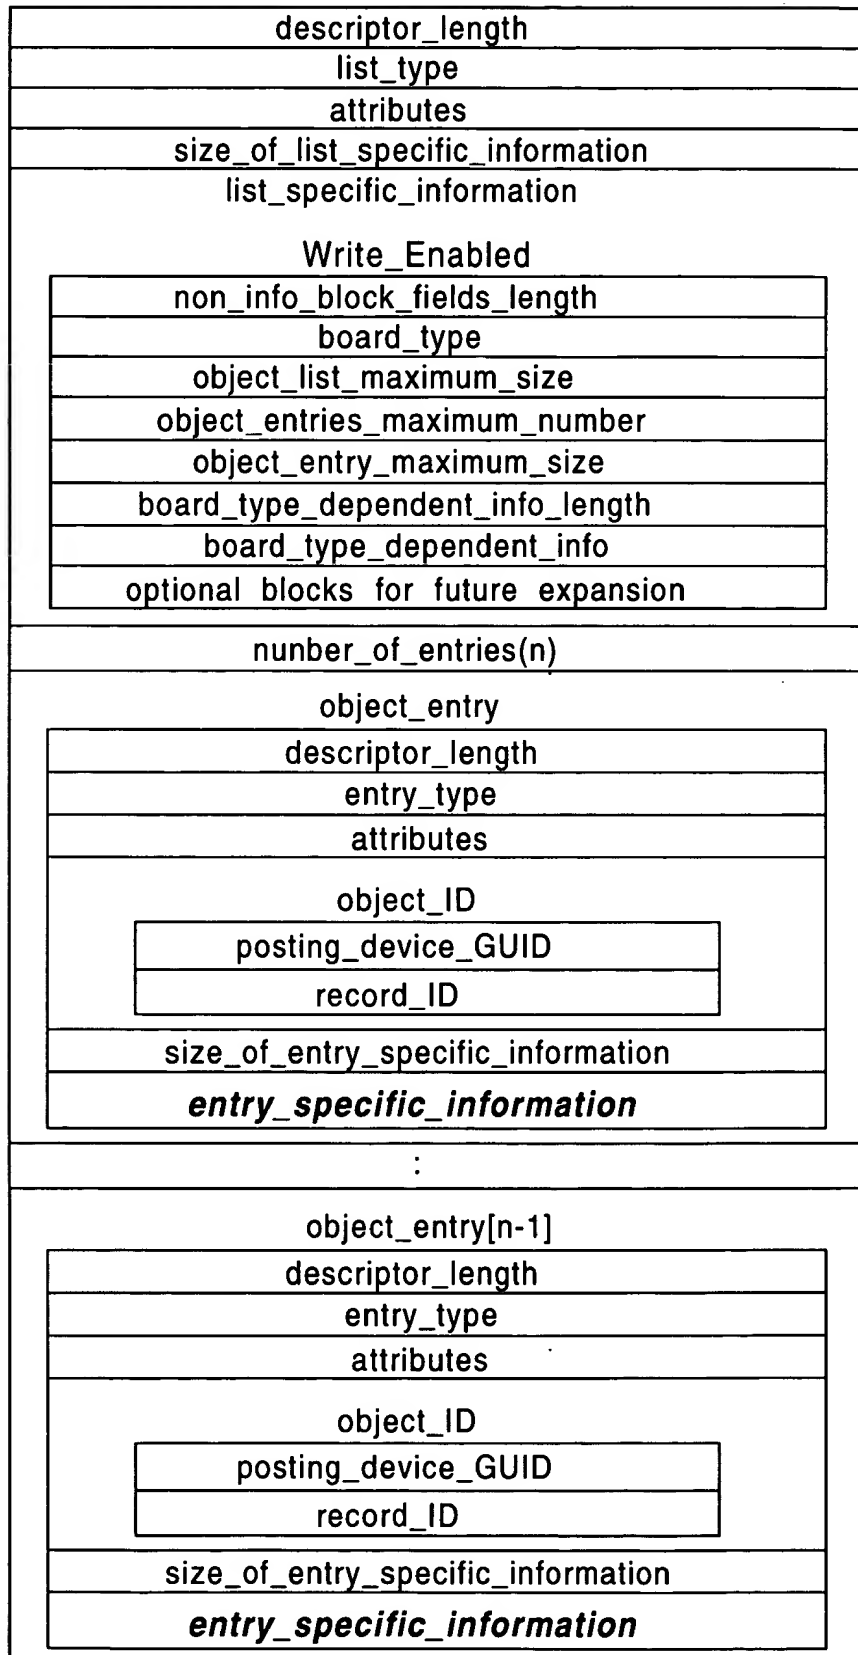 descriptor_length
list_type
attributes
size_of_list_specific_information
list_specific_information
Write_Enabled
non_info_block_fields_length
board_type
object_list_maximum_size
object_entries_maximum_number
object_entry_maximum_size
board_type_dependent_info_length
board_type_dependent_info
optional blocks for future expansion
nunber_of_entries(n)
object_entry
descriptor_length
entry_type
attributes
object_ID
posting_device_GUID
record_ID
size_of_entry_specific_information
entry_specific_information
:
object_entry[n-1]
descriptor_length
entry_type
attributes
object_ID
posting_device_GUID
record_ID
size_of_entry_specific_information
entry_specific_information